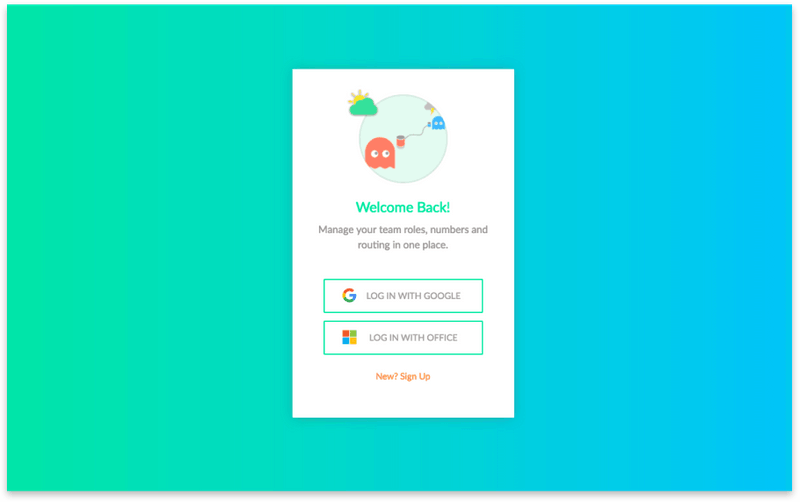 Welcome Back!
Manage your team roles, numbers and
routing in one place.
LOG IN WITH GOOGLE
LOG IN WITH OFFICE
New? Sign Up